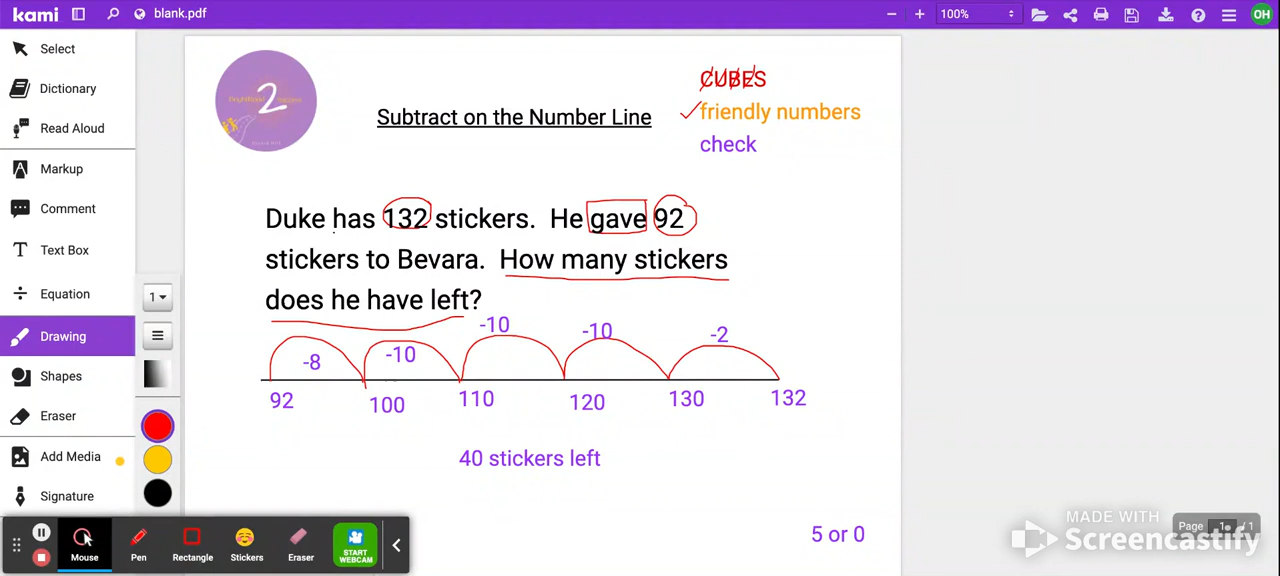 kami
blank.pdf
100%
OH
Select
Dictionary
Read Aloud
Markup
Comment
Text Box
Equation
Drawing
Shapes
Eraser
Add Media
Signature
1
2
Subtract on the Number Line
CUBES
friendly numbers
check
Duke has 132 stickers. He gave 92
stickers to Bevara. How many stickers
does he have left?
-8 -10 -10 -10 -2
92 100 110 120 130 132
40 stickers left
5 or 0
Mouse
Pen
Rectangle
Stickers
Eraser
START
WEBCAM
Page / 1
MADE WITH
Screencastify